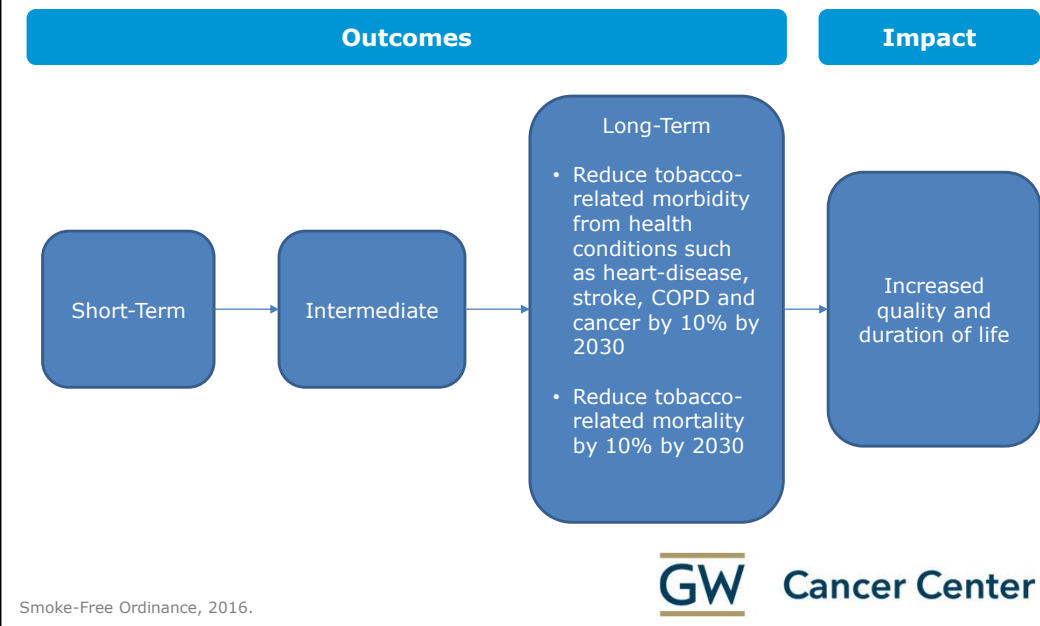 Outcomes
Impact
Short-Term
Intermediate
Long-Term
• Reduce tobacco-
related morbidity
from health
conditions such
as heart-disease,
stroke, COPD and
cancer by 10% by
2030
• Reduce tobacco-
related mortality
by 10% by 2030
Increased
quality and
duration of life
Smoke-Free Ordinance, 2016.
GW Cancer Center